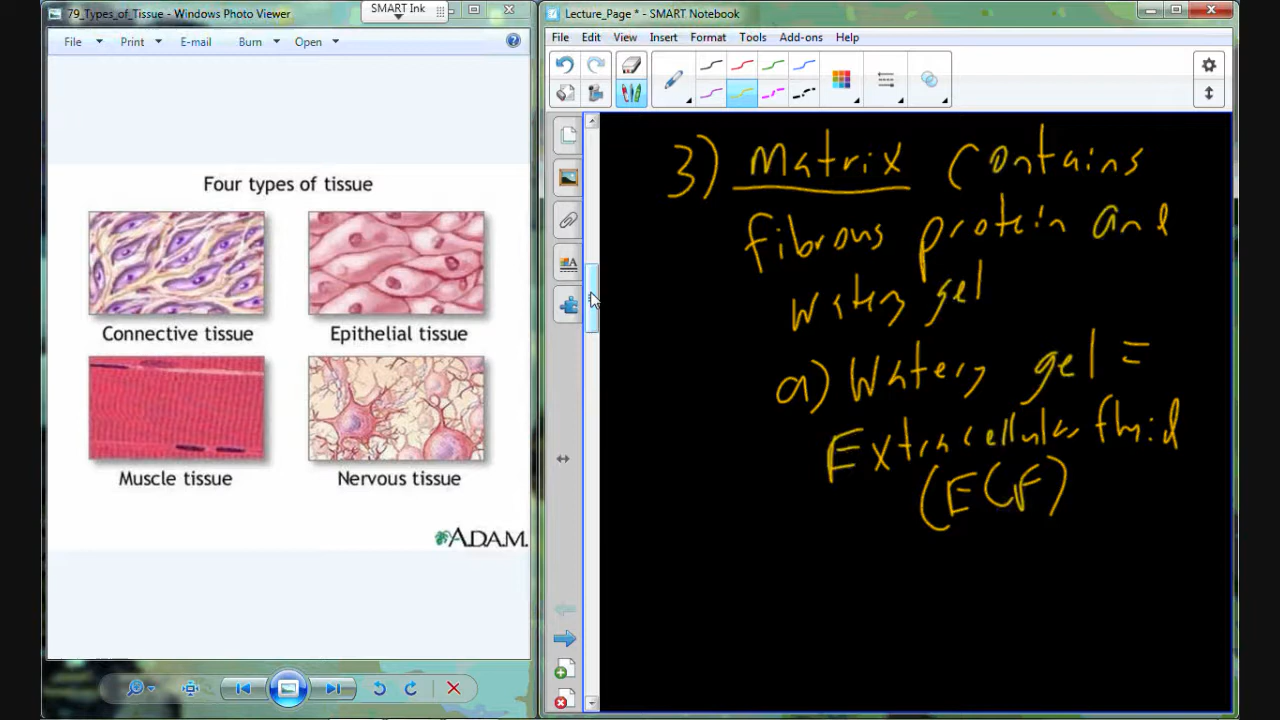 79_Types_of_Tissue - Windows Photo Viewer
SMART Ink
File Print E-mail Burn Open
Four types of tissue
Connective tissue Epithelial tissue
Muscle tissue Nervous tissue
ADAM.
Lecture_Page * - SMART Notebook
File Edit View Insert Format Tools Add-ons Help
3) Matrix contains
fibrous protein and
watery gel
a) Watery gel =
Extracellular fluid
(ECF)